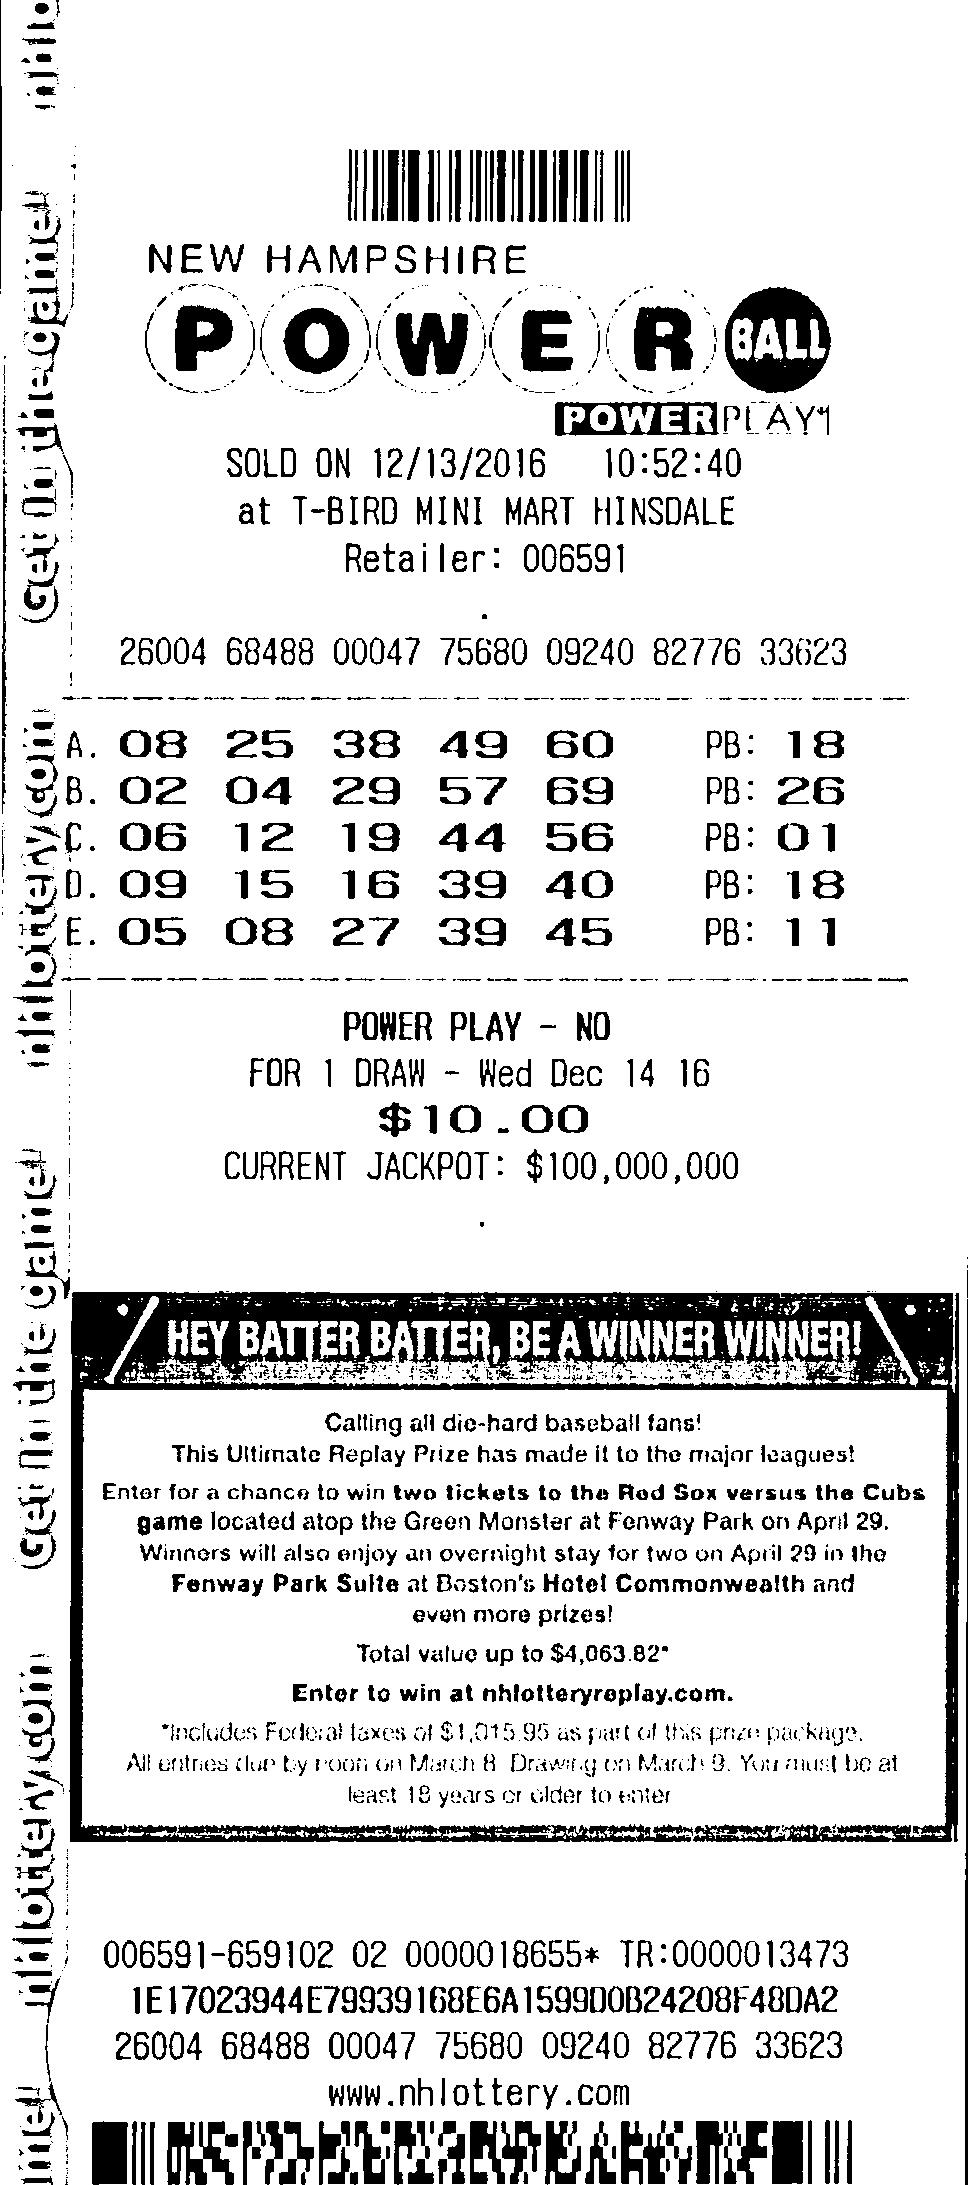 NEW HAMPSHIRE
POWER BALL
POWER PLAY
SOLD ON 12/13/2016 10:52:40
at T-BIRD MINI MART HINSDALE
Retailer: 006591
26004 68488 00047 75680 09240 82776 33623
A. 08 25 38 49 60 PB: 18
B. 02 04 29 57 69 PB: 26
C. 06 12 19 44 56 PB: 01
D. 09 15 16 39 40 PB: 18
E. 05 08 27 39 45 PB: 11
POWER PLAY - NO
FOR 1 DRAW - Wed Dec 14 16
$10.00
CURRENT JACKPOT: $100,000,000
HEY BATTER BATTER, BE A WINNER WINNER!
Calling all die-hard baseball fans!
This Ultimate Replay Prize has made it to the major leagues!
Enter for a chance to win two tickets to the Red Sox versus the Cubs
game located atop the Green Monster at Fenway Park on April 29.
Winners will also enjoy an overnight stay for two on April 29 in the
Fenway Park Suite at Boston's Hotel Commonwealth and
even more prizes!
Total value up to $4,063.82*
Enter to win at nhlotteryreplay.com.
*Includes Federal taxes of $1,015.95 as part of this prize package.
All entries due by noon on March 8. Drawing on March 9. You must be at
least 18 years or older to enter
006591-659102 02 0000018655* TR:0000013473
1E17023944E79939168E6A1599D0B24208F48DA2
26004 68488 00047 75680 09240 82776 33623
www.nhlottery.com
Get in the game!
nhlottery.com
Get in the game!
nhlottery.com